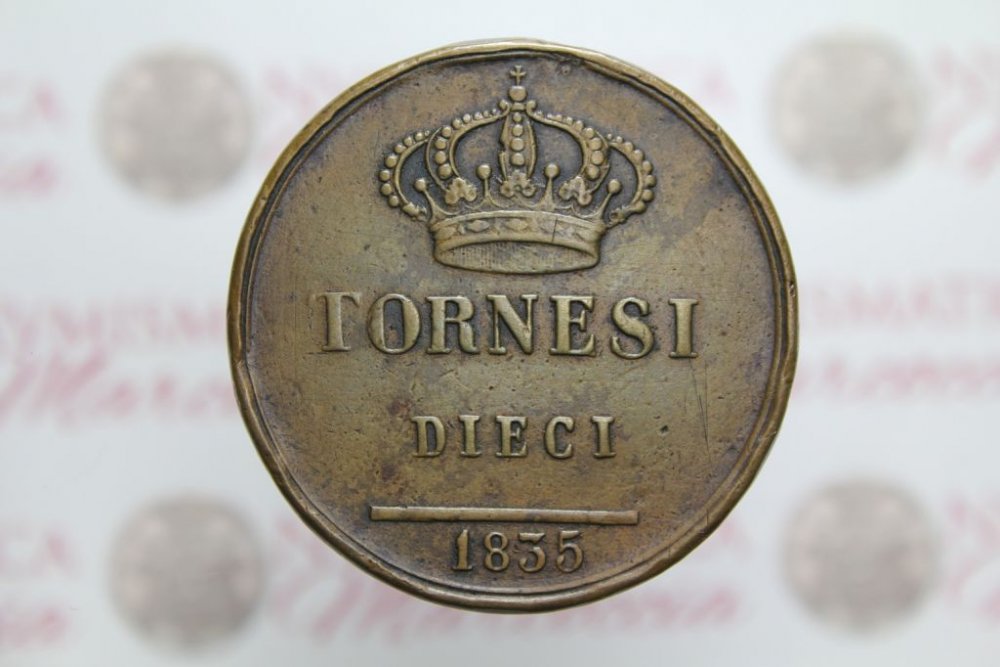 TORNESI
DIECI
1835